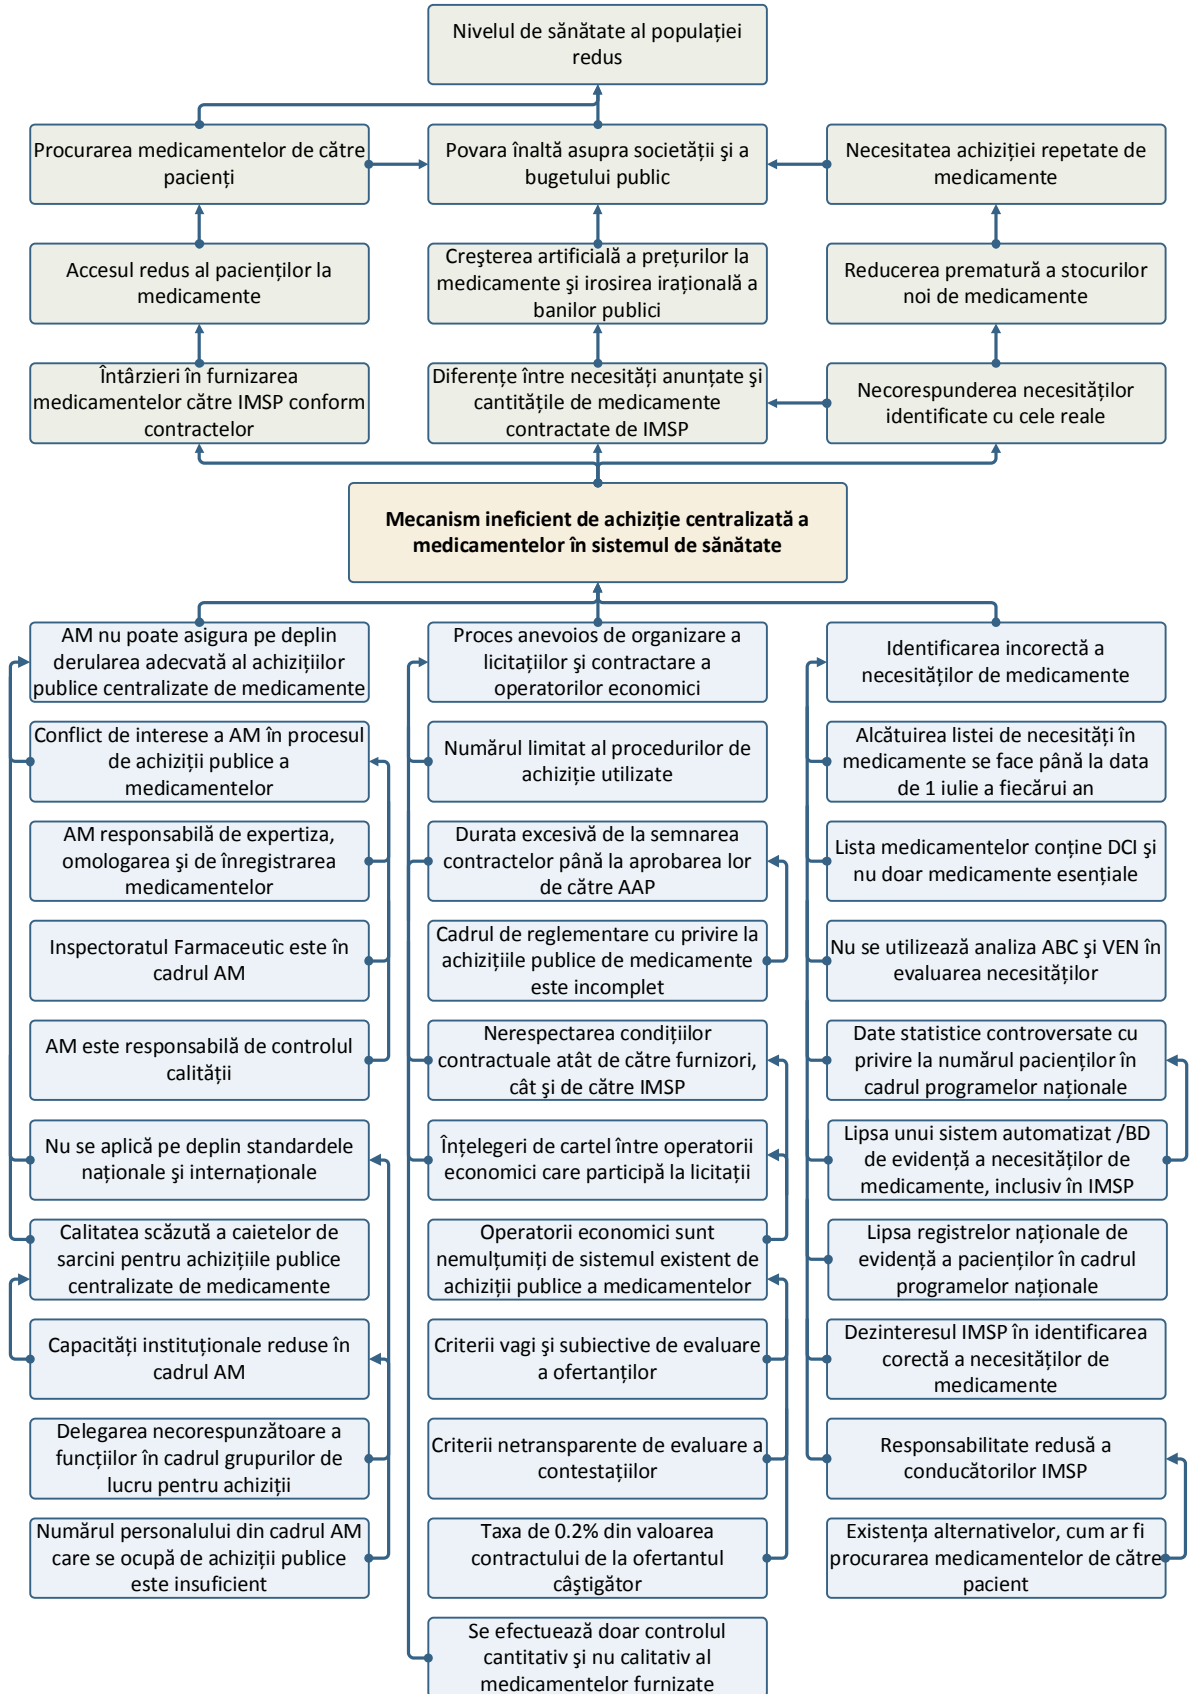 Nivelul de sănătate al populației
redus
Procurarea medicamentelor de către
pacienți
Povara înaltă asupra societății şi a
bugetului public
Necesitatea achiziției repetate de
medicamente
Accesul redus al pacienților la
medicamente
Creşterea artificială a prețurilor la
medicamente şi irosirea irațională a
banilor publici
Reducerea prematură a stocurilor
noi de medicamente
Întârzieri în furnizarea
medicamentelor către IMSP conform
contractelor
Diferențe între necesități anunțate şi
cantitățile de medicamente
contractate de IMSP
Necorespunderea necesităților
identificate cu cele reale
Mecanism ineficient de achiziție centralizată a
medicamentelor în sistemul de sănătate
AM nu poate asigura pe deplin
derularea adecvată al achizițiilor
publice centralizate de medicamente
Conflict de interese a AM în procesul
de achiziții publice a
medicamentelor
AM responsabilă de expertiza,
omologarea şi de înregistrarea
medicamentelor
Inspectoratul Farmaceutic este în
cadrul AM
AM este responsabilă de controlul
calității
Nu se aplică pe deplin standardele
naționale şi internaționale
Calitatea scăzută a caietelor de
sarcini pentru achizițiile publice
centralizate de medicamente
Capacități instituționale reduse în
cadrul AM
Delegarea necorespunzătoare a
funcțiilor în cadrul grupurilor de
lucru pentru achiziții
Numărul personalului din cadrul AM
care se ocupă de achiziții publice
este insuficient
Proces anevoios de organizare a
licitațiilor şi contractare a
operatorilor economici
Numărul limitat al procedurilor de
achiziție utilizate
Durata excesivă de la semnarea
contractelor până la aprobarea lor
de către AAP
Cadrul de reglementare cu privire la
achizițiile publice de medicamente
este incomplet
Nerespectarea condițiilor
contractuale atât de către furnizori,
cât şi de către IMSP
Înțelegeri de cartel între operatorii
economici care participă la licitații
Operatorii economici sunt
nemulțumiți de sistemul existent de
achiziții publice a medicamentelor
Criterii vagi şi subiective de evaluare
a ofertanților
Criterii netransparente de evaluare a
contestațiilor
Taxa de 0.2% din valoarea
contractului de la ofertantul
câştigător
Se efectuează doar controlul
cantitativ şi nu calitativ al
medicamentelor furnizate
Identificarea incorectă a
necesităților de medicamente
Alcătuirea listei de necesități în
medicamente se face până la data
de 1 iulie a fiecărui an
Lista medicamentelor conține DCI şi
nu doar medicamente esențiale
Nu se utilizează analiza ABC şi VEN în
evaluarea necesităților
Date statistice controversate cu
privire la numărul pacienților în
cadrul programelor naționale
Lipsa unui sistem automatizat /BD
de evidență a necesităților de
medicamente, inclusiv în IMSP
Lipsa registrelor naționale de
evidență a pacienților în cadrul
programelor naționale
Dezinteresul IMSP în identificarea
corectă a necesităților de
medicamente
Responsabilitate redusă a
conducătorilor IMSP
Existența alternativelor, cum ar fi
procurarea medicamentelor de către
pacient